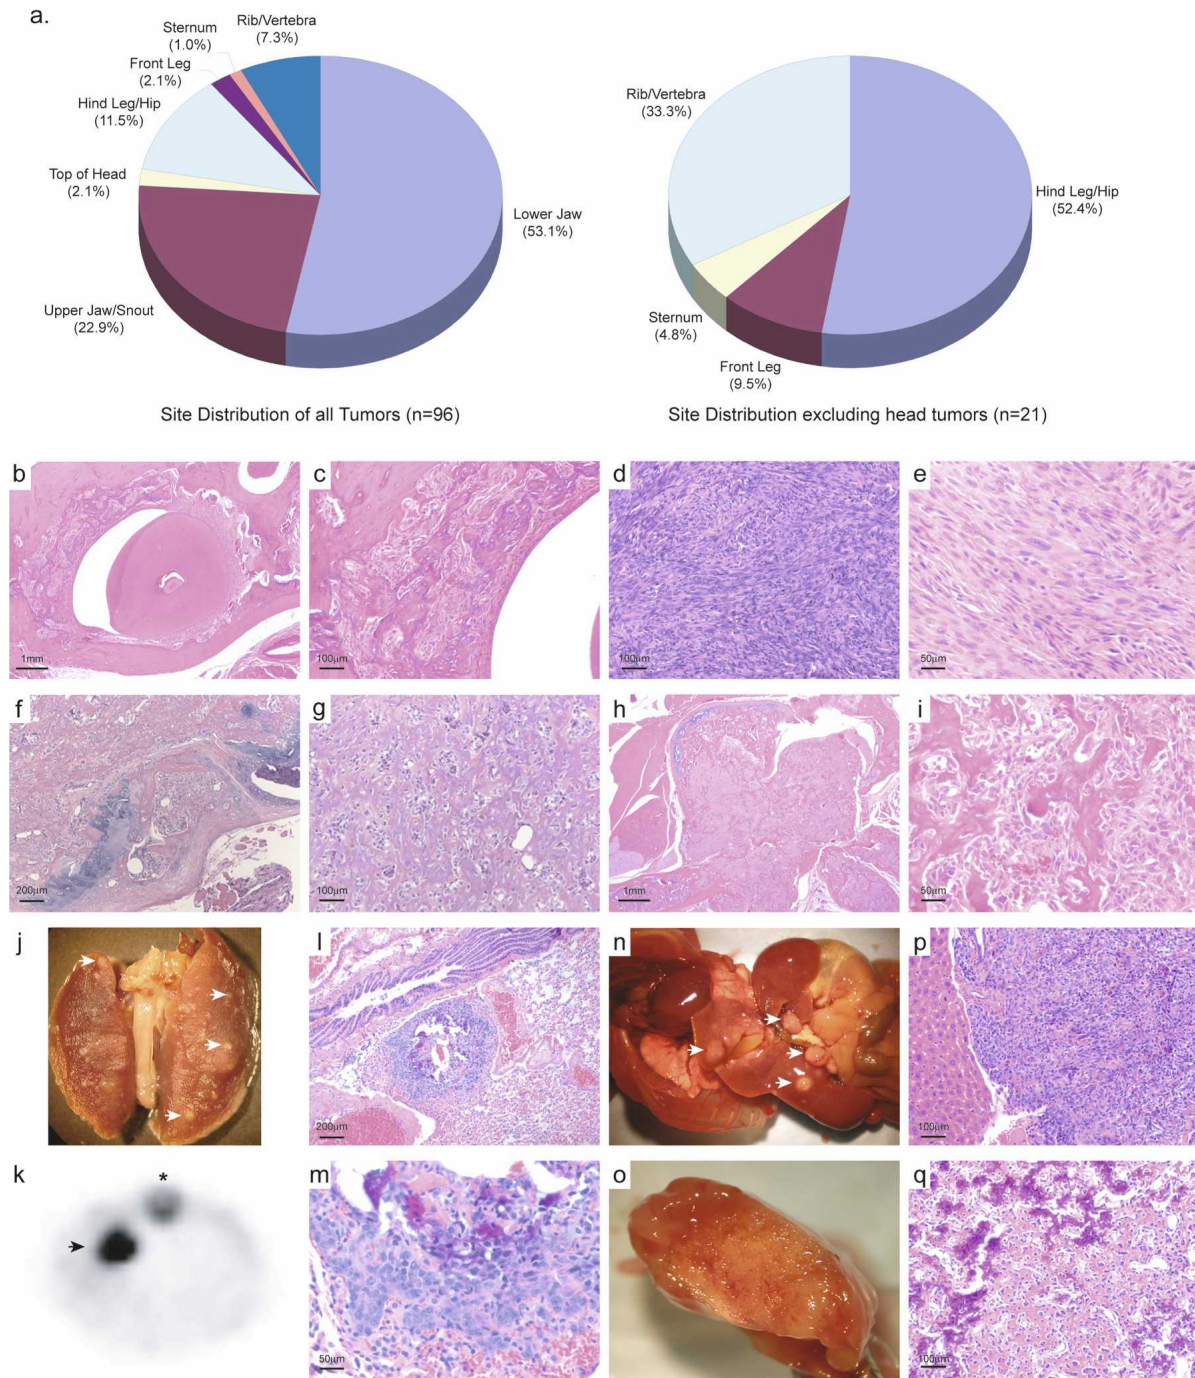 a.
Rib/Vertebra
(7.3%)
Sternum
(1.0%)
Front Leg
(2.1%)
Hind Leg/Hip
(11.5%)
Top of Head
(2.1%)
Upper Jaw/Snout
(22.9%)
Lower Jaw
(53.1%)
Site Distribution of all Tumors (n=96)
Rib/Vertebra
(33.3%)
Hind Leg/Hip
(52.4%)
Sternum
(4.8%)
Front Leg
(9.5%)
Site Distribution excluding head tumors (n=21)
b
1mm
c
100µm
d
100µm
e
50µm
f
200µm
g
100µm
h
1mm
i
50µm
j
l
200µm
n
p
100µm
k
*
m
50µm
o
q
100µm